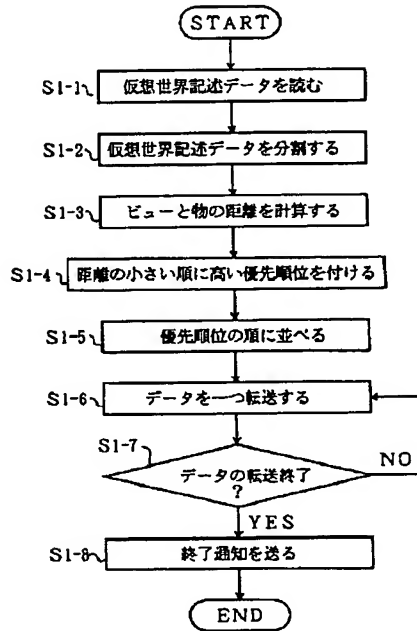 START
S1-1 仮想世界記述データを読む
S1-2 仮想世界記述データを分割する
S1-3 ビューと物の距離を計算する
S1-4 距離の小さい順に高い優先順位を付ける
S1-5 優先順位の順に並べる
S1-6 データを一つ転送する
S1-7
データの転送終了 NO
?
YES
S1-8 終了通知を送る
END